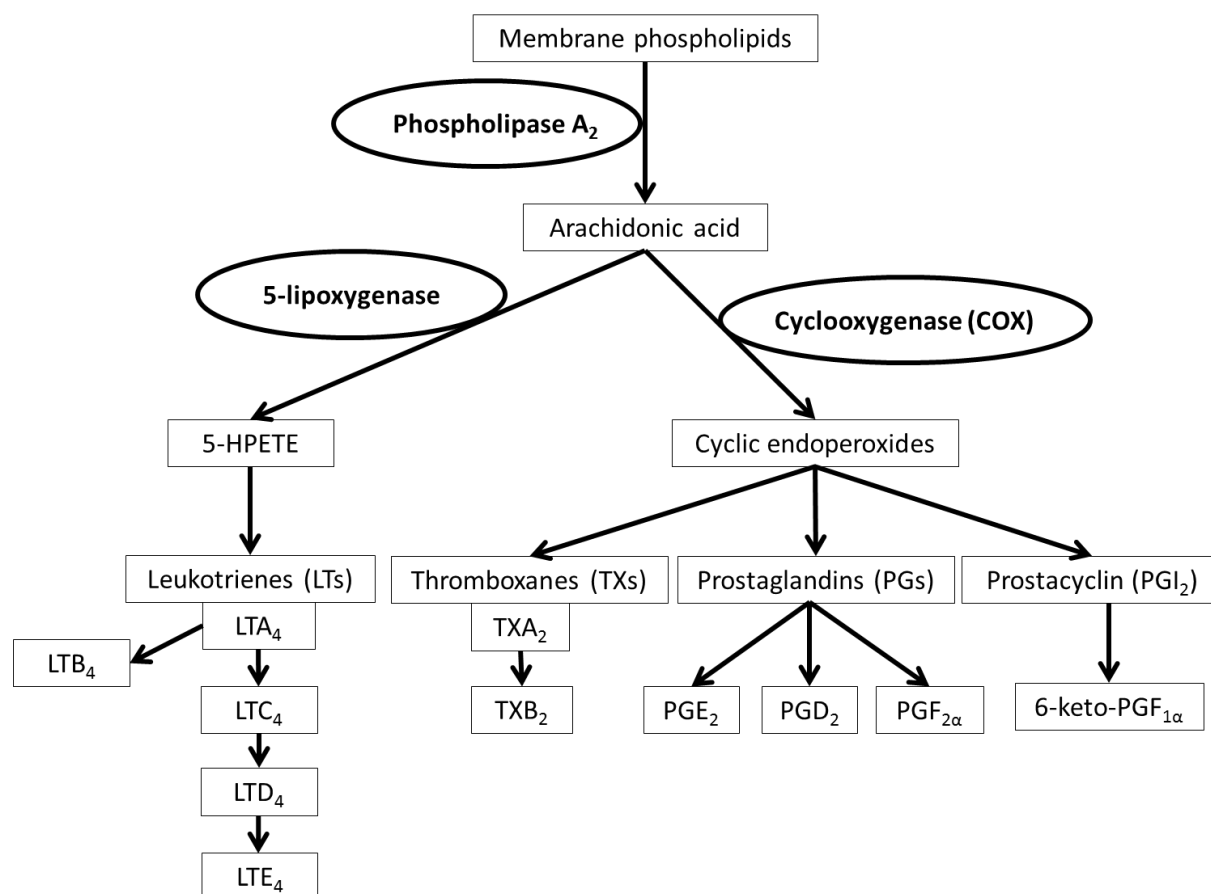 Membrane phospholipids
Phospholipase A₂
Arachidonic acid
5-lipoxygenase
Cyclooxygenase (COX)
5-HPETE
Cyclic endoperoxides
Leukotrienes (LTs)
Thromboxanes (TXs)
Prostaglandins (PGs)
Prostacyclin (PGI₂)
LTA₄
TXA₂
LTB₄
LTC₄
TXB₂
PGE₂
PGD₂
PGF₂α
6-keto-PGF₁α
LTD₄
LTE₄